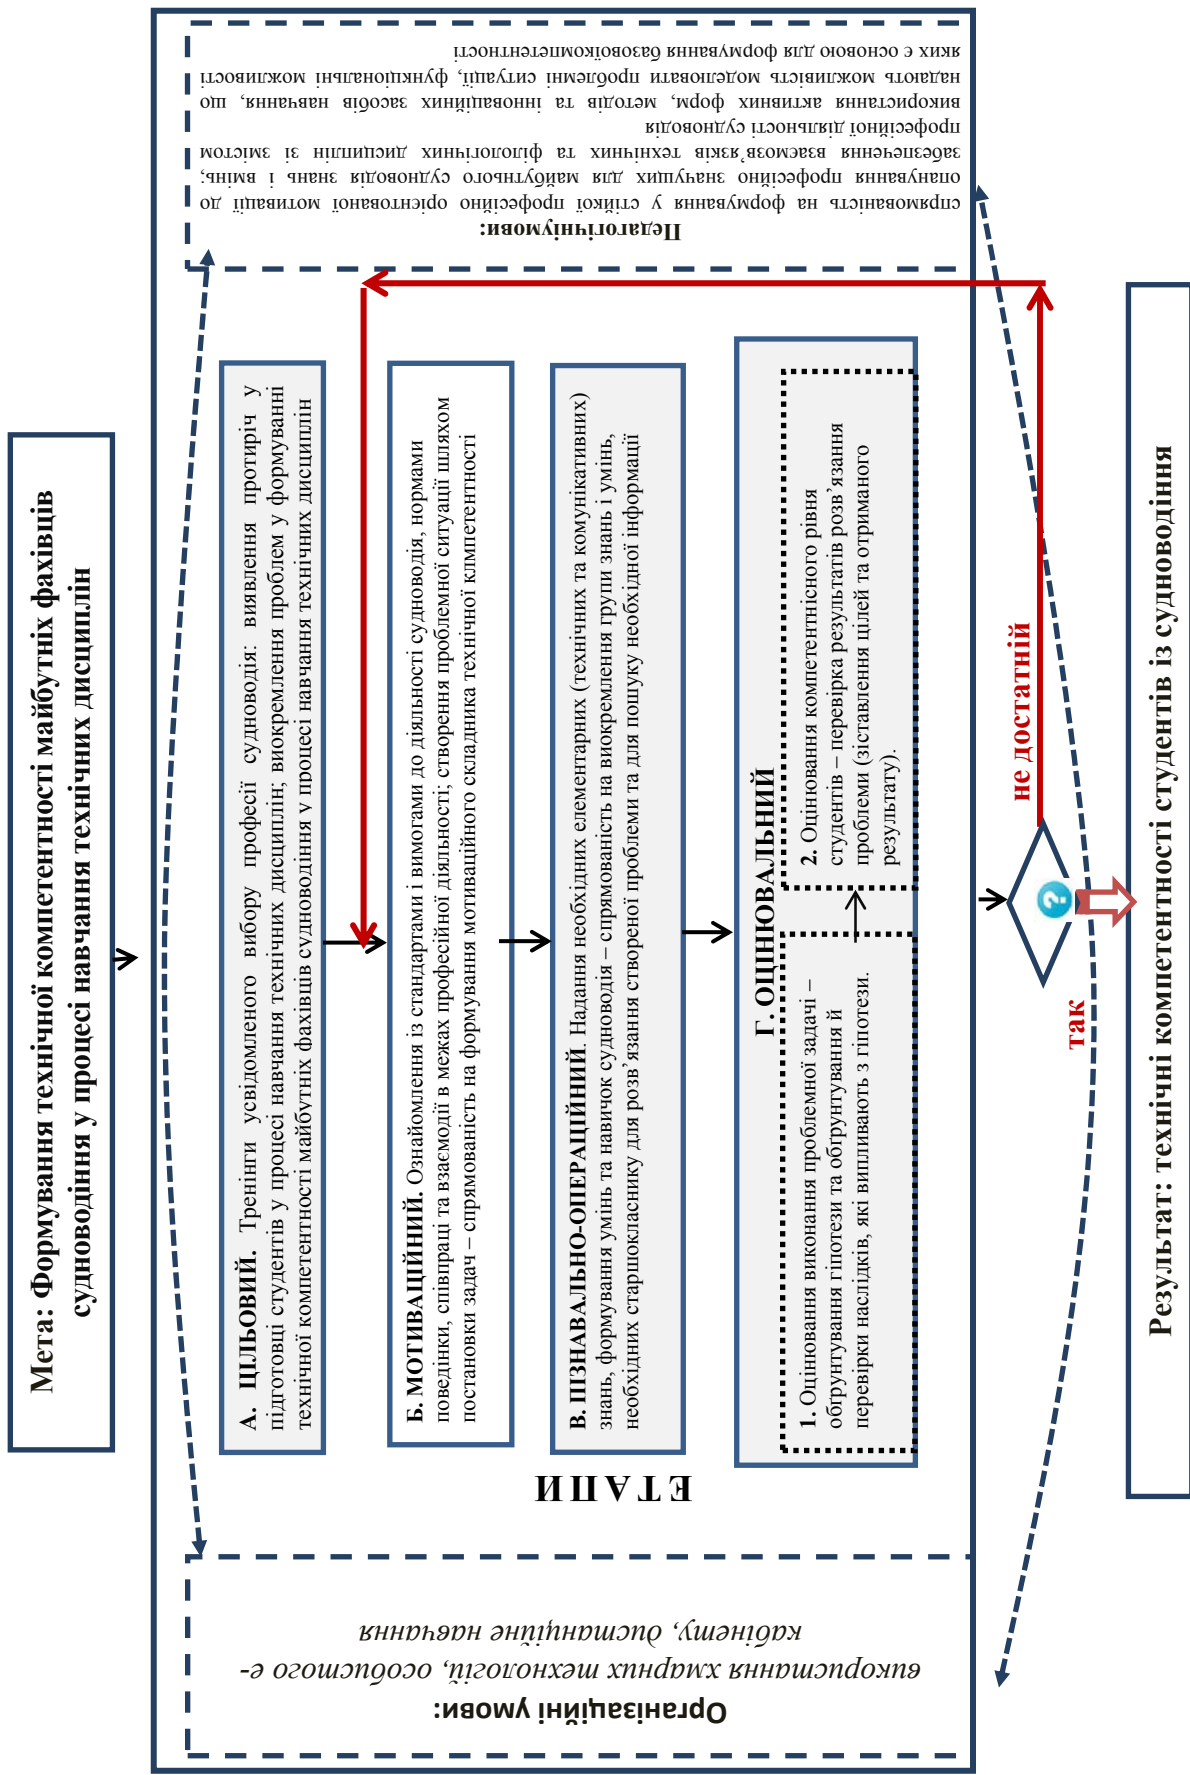 Мета: Формування технічної компетентності майбутніх фахівців
судноводіння у процесі навчання технічних дисциплін
Організаційні умови:
використання хмарних технологій, особистого е-
кабінету, дистанційне навчання
ЕТАПИ
А. ЦІЛЬОВИЙ. Тренінги усвідомленого вибору професії судноводія: виявлення протиріч у
підготовці студентів у процесі навчання технічних дисциплін; виокремлення проблем у формуванні
технічної компетентності майбутніх фахівців судноводіння у процесі навчання технічних дисциплін
Б. МОТИВАЦІЙНИЙ. Ознайомлення із стандартами і вимогами до діяльності судноводія, нормами
поведінки, співпраці та взаємодії в межах професійної діяльності; створення проблемної ситуації шляхом
постановки задач – спрямованість на формування мотиваційного складника технічної клмпетентності
В. ПІЗНАВАЛЬНО-ОПЕРАЦІЙНИЙ. Надання необхідних елементарних (технічних та комунікативних)
знань, формування умінь та навичок судноводія – спрямованість на виокремлення групи знань і умінь,
необхідних старшокласнику для розв’язання створеної проблеми та для пошуку необхідної інформації
Г. ОЦІНЮВАЛЬНИЙ
1. Оцінювання виконання проблемної задачі –
обґрунтування гіпотези та обґрунтування й
перевірки наслідків, які випливають з гіпотези.
2. Оцінювання компетентнісного рівня
студентів – перевірка результатів розв’язання
проблеми (зіставлення цілей та отриманого
результату).
Педагогічніумови:
спрямованість на формування у стійкої професійно орієнтованої мотивації до
опанування професійно значущих для майбутнього судноводія знань і вмінь;
забезпечення взаємозв’язків технічних та філологічних дисциплін зі змістом
професійної діяльності судноводія
використання активних форм, методів та інноваційних засобів навчання, що
надають можливість моделювати проблемні ситуації, функціональні можливості
яких є основою для формування базовоїкомпетентності
?
так
не достатній
Результат: технічні компетентності студентів із судноводіння